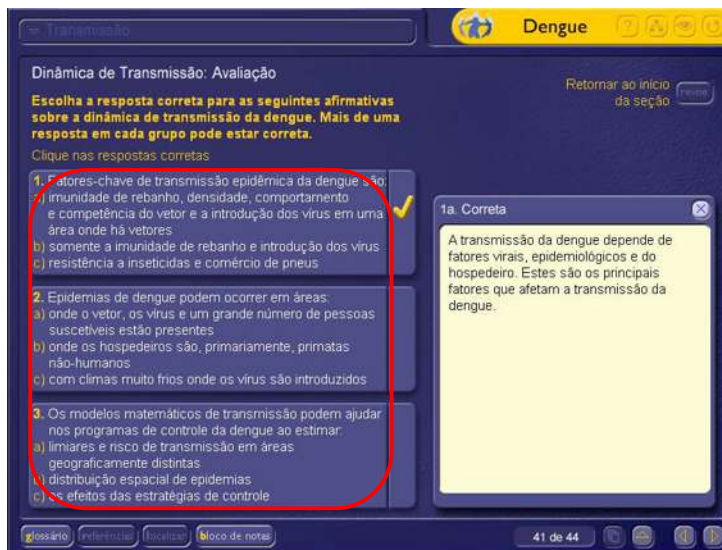 Transmissão
Dengue
Dinâmica de Transmissão: Avaliação
Retornar ao início
da seção
Escolha a resposta correta para as seguintes afirmativas
sobre a dinâmica de transmissão da dengue. Mais de uma
resposta em cada grupo pode estar correta.
Clique nas respostas corretas
1. Fatores-chave de transmissão epidêmica da dengue são:
a) imunidade de rebanho, densidade, comportamento
e competência do vetor e a introdução dos vírus em uma
área onde há vetores
b) somente a imunidade de rebanho e introdução dos vírus
c) resistência a inseticidas e comércio de pneus
2. Epidemias de dengue podem ocorrer em áreas:
a) onde o vetor, os vírus e um grande número de pessoas
suscetíveis estão presentes
b) onde os hospedeiros são, primariamente, primatas
não-humanos
c) com climas muito frios onde os vírus são introduzidos
3. Os modelos matemáticos de transmissão podem ajudar
nos programas de controle da dengue ao estimar:
a) limiares e risco de transmissão em áreas
geograficamente distintas
b) distribuição espacial de epidemias
c) os efeitos das estratégias de controle
1a. Correta
A transmissão da dengue depende de
fatores virais, epidemiológicos e do
hospedeiro. Estes são os principais
fatores que afetam a transmissão da
dengue.
glossário referências localizar bloco de notas
41 de 44